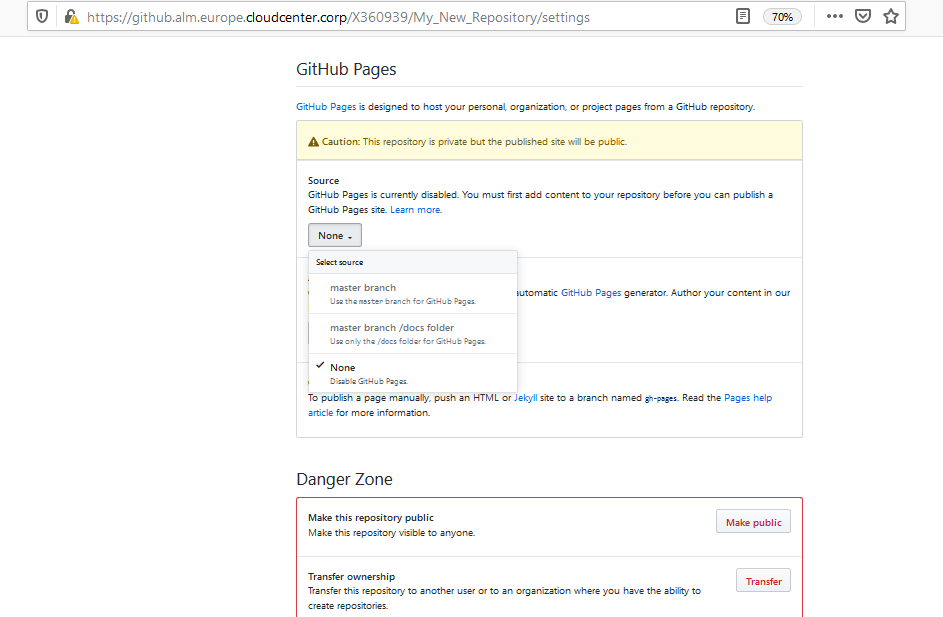 https://github.alm.europe.cloudcenter.corp/X360939/My_New_Repository/settings
70%
GitHub Pages
GitHub Pages is designed to host your personal, organization, or project pages from a GitHub repository.
Caution: This repository is private but the published site will be public.
Source
GitHub Pages is currently disabled. You must first add content to your repository before you can publish a
GitHub Pages site. Learn more.
None
Select source
master branch
Use the master branch for GitHub Pages.
automatic GitHub Pages generator. Author your content in our
master branch /docs folder
Use only the /docs folder for GitHub Pages.
None
Disable GitHub Pages.
To publish a page manually, push an HTML or Jekyll site to a branch named gh-pages. Read the Pages help
article for more information.
Danger Zone
Make this repository public
Make this repository visible to anyone.
Make public
Transfer ownership
Transfer this repository to another user or to an organization where you have the ability to
create repositories.
Transfer